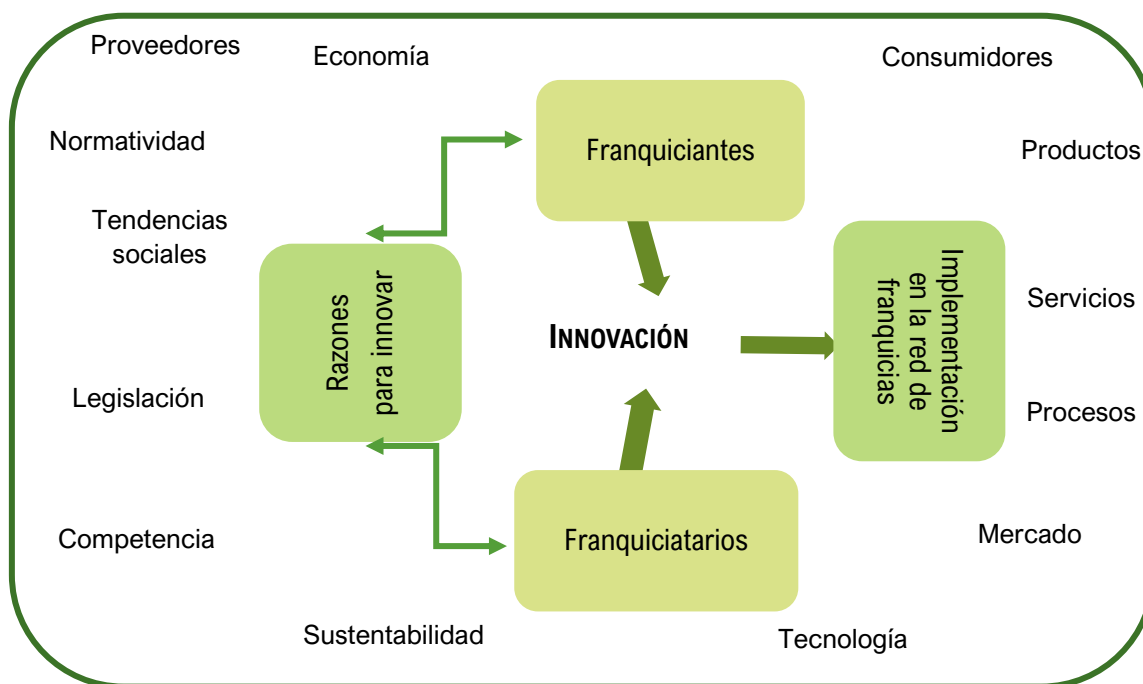 Proveedores
Economía
Consumidores
Normatividad
Franquiciantes
Productos
Tendencias
sociales
Razones
para innovar
INNOVACIÓN
Implementación
en la red de
franquicias
Servicios
Legislación
Procesos
Competencia
Franquiciatarios
Mercado
Sustentabilidad
Tecnología